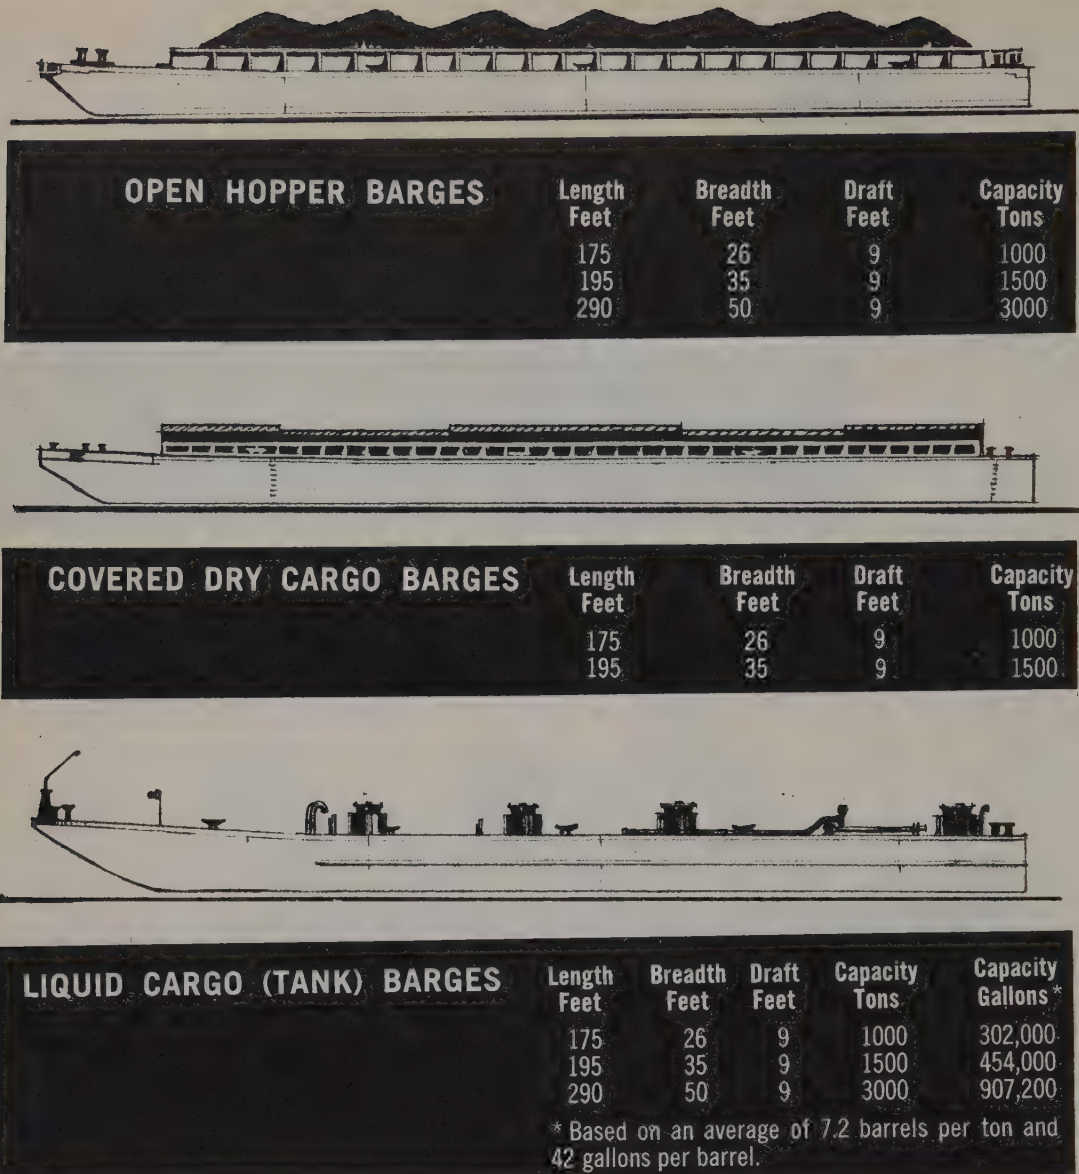 OPEN HOPPER BARGES Length Breadth Draft Capacity
Feet Feet Feet Tons
175 26 9 1000
195 35 9 1500
290 50 9 3000
COVERED DRY CARGO BARGES Length Breadth Draft Capacity
Feet Feet Feet Tons
175 26 9 1000
195 35 9 1500
LIQUID CARGO (TANK) BARGES Length Breadth Draft Capacity Capacity
Feet Feet Feet Tons Gallons*
175 26 9 1000 302,000
195 35 9 1500 454,000
290 50 9 3000 907,200
* Based on an average of 7.2 barrels per ton and
42 gallons per barrel.